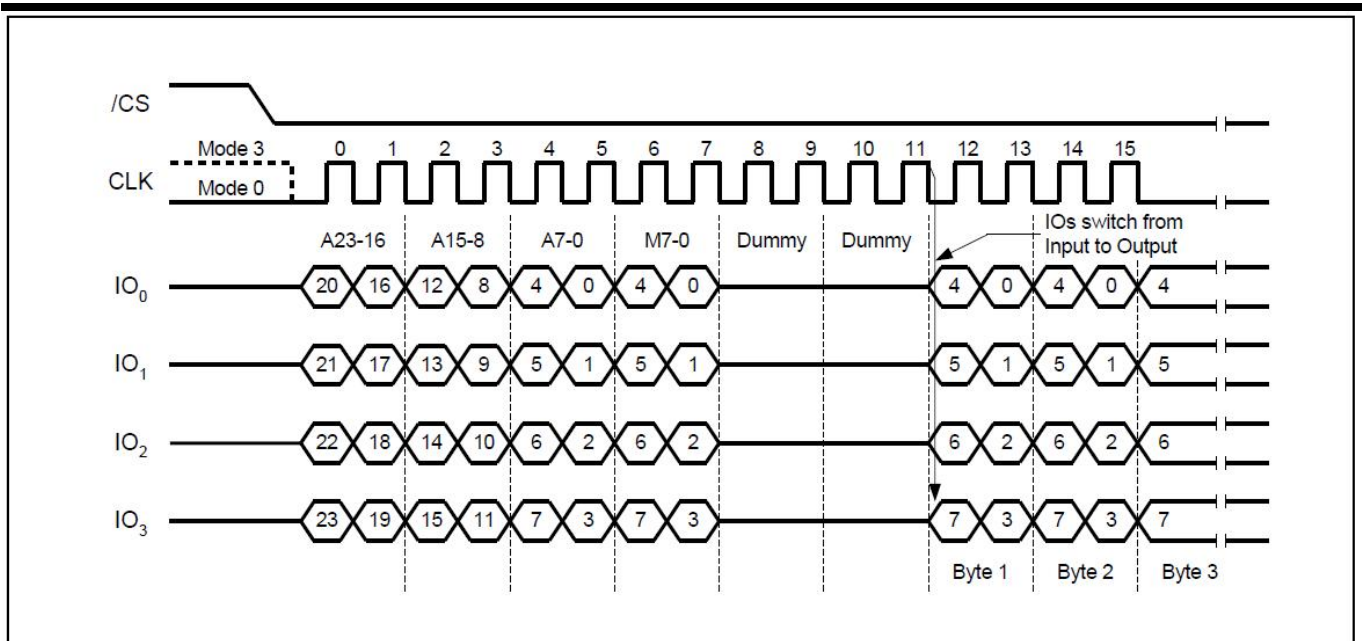 /CS
Mode 3 0 1 2 3 4 5 6 7 8 9 10 11 12 13 14 15
CLK
Mode 0
IOs switch from
Input to Output
A23-16 A15-8 A7-0 M7-0 Dummy Dummy
IO0 20 16 12 8 4 0 4 0 4 0 4 0 4
IO1 21 17 13 9 5 1 5 1 5 1 5 1 5
IO2 22 18 14 10 6 2 6 2 6 2 6 2 6
IO3 23 19 15 11 7 3 7 3 7 3 7 3 7
Byte 1 Byte 2 Byte 3